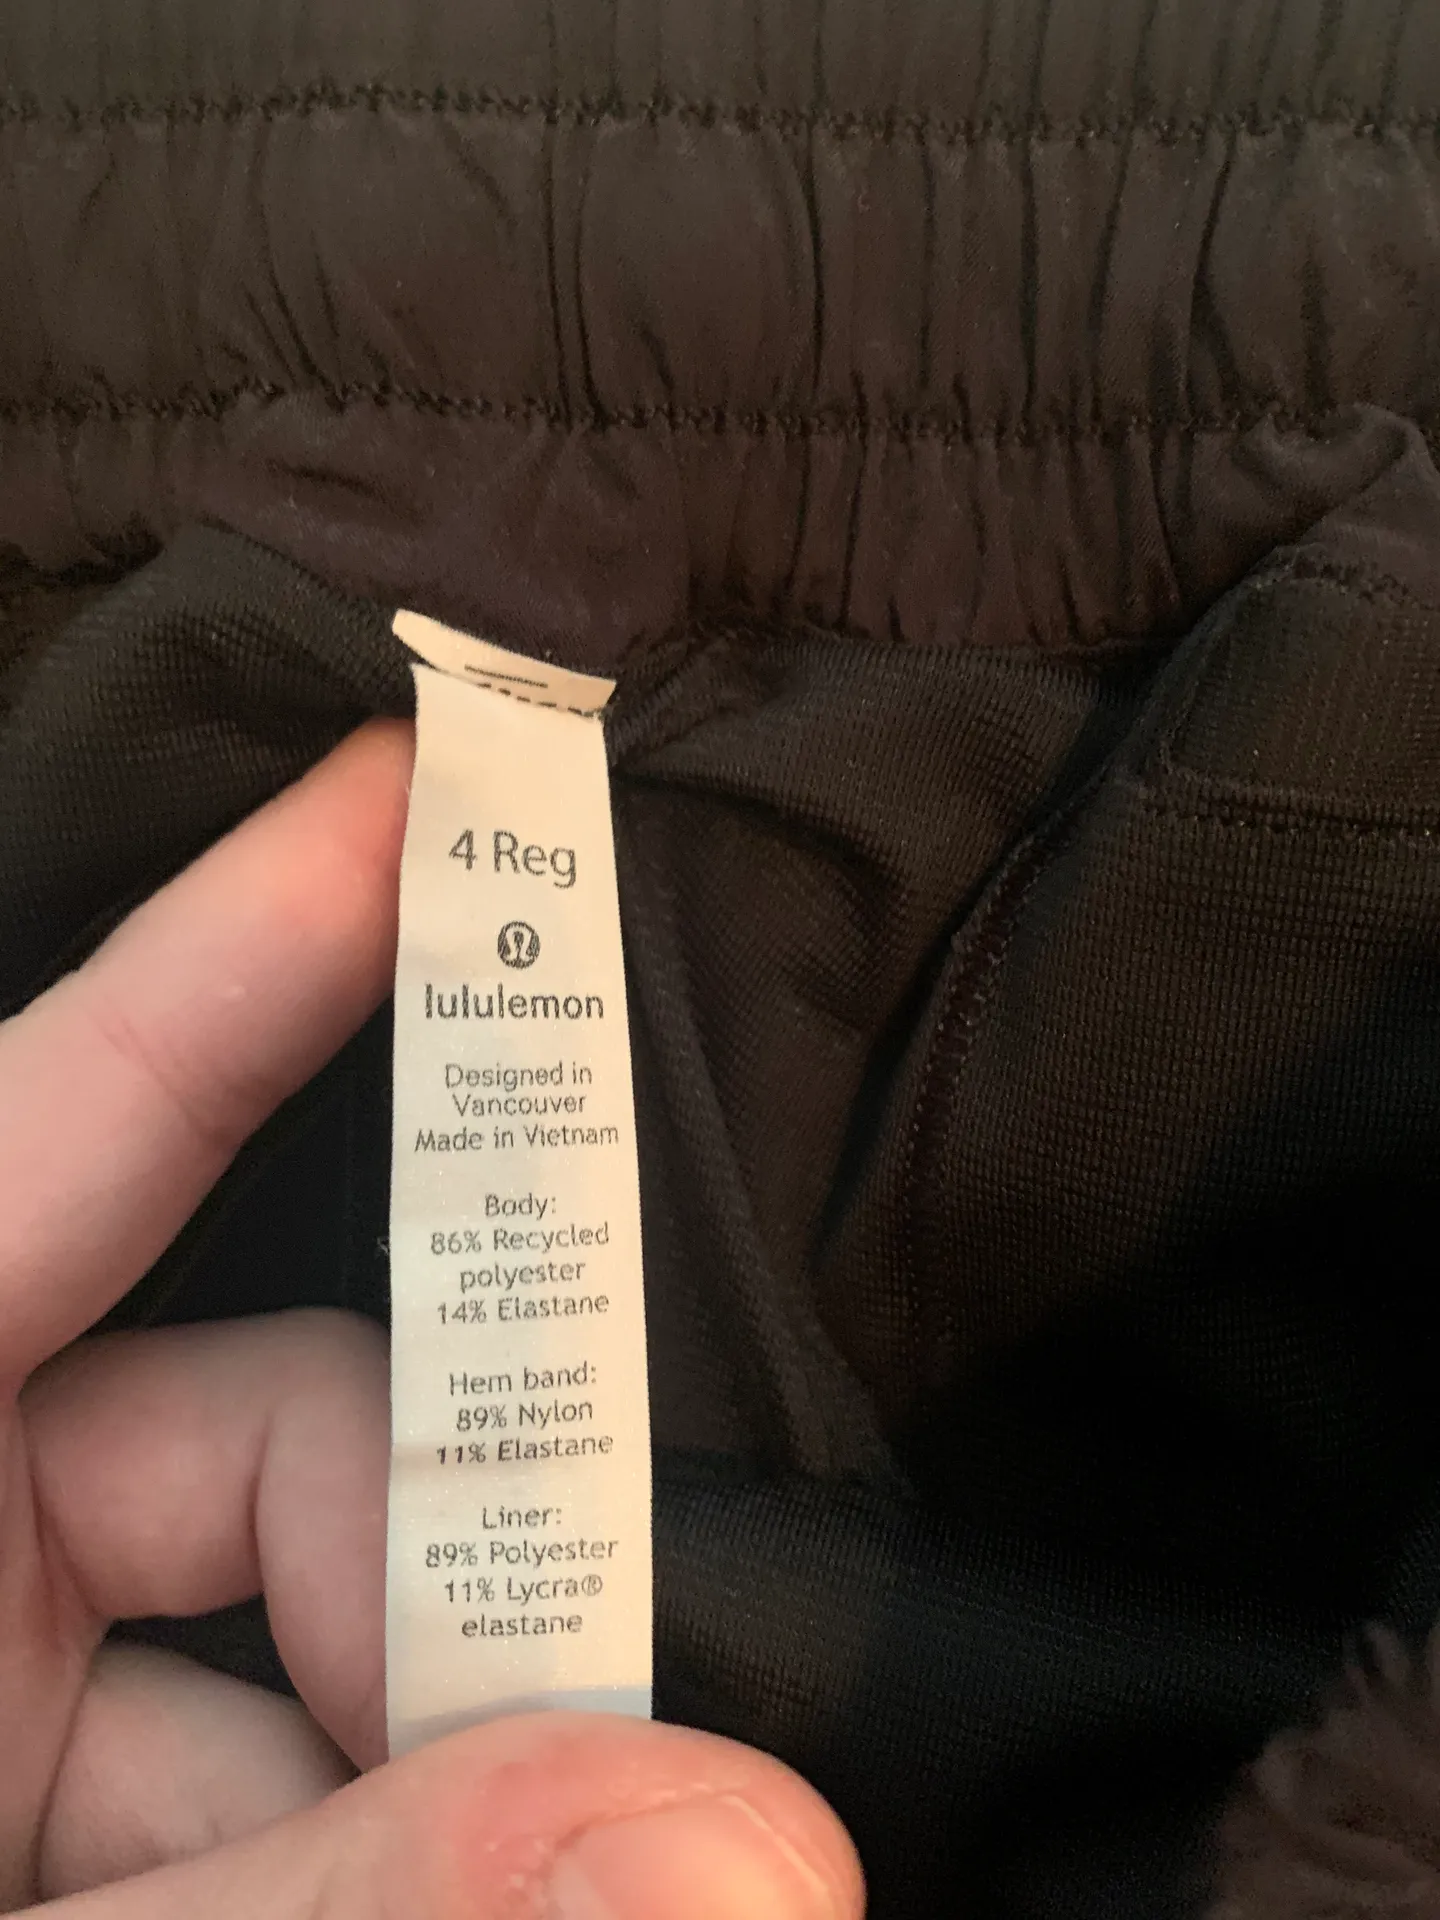 4 Reg
lululemon
Designed in
Vancouver
Made in Vietnam
Body:
86% Recycled
polyester
14% Elastane
Hem band:
89% Nylon
11% Elastane
Liner:
89% Polyester
11% Lycra®
elastane